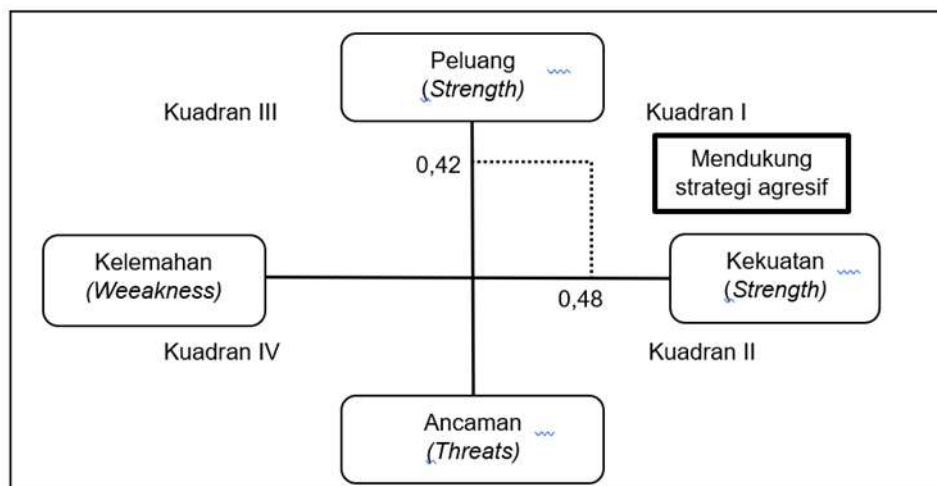 Peluang
(Strength)
Kuadran III
Kuadran I
0,42
Mendukung
strategi agresif
Kelemahan
(Weeakness)
Kekuatan
(Strength)
0,48
Kuadran IV
Kuadran II
Ancaman
(Threats)